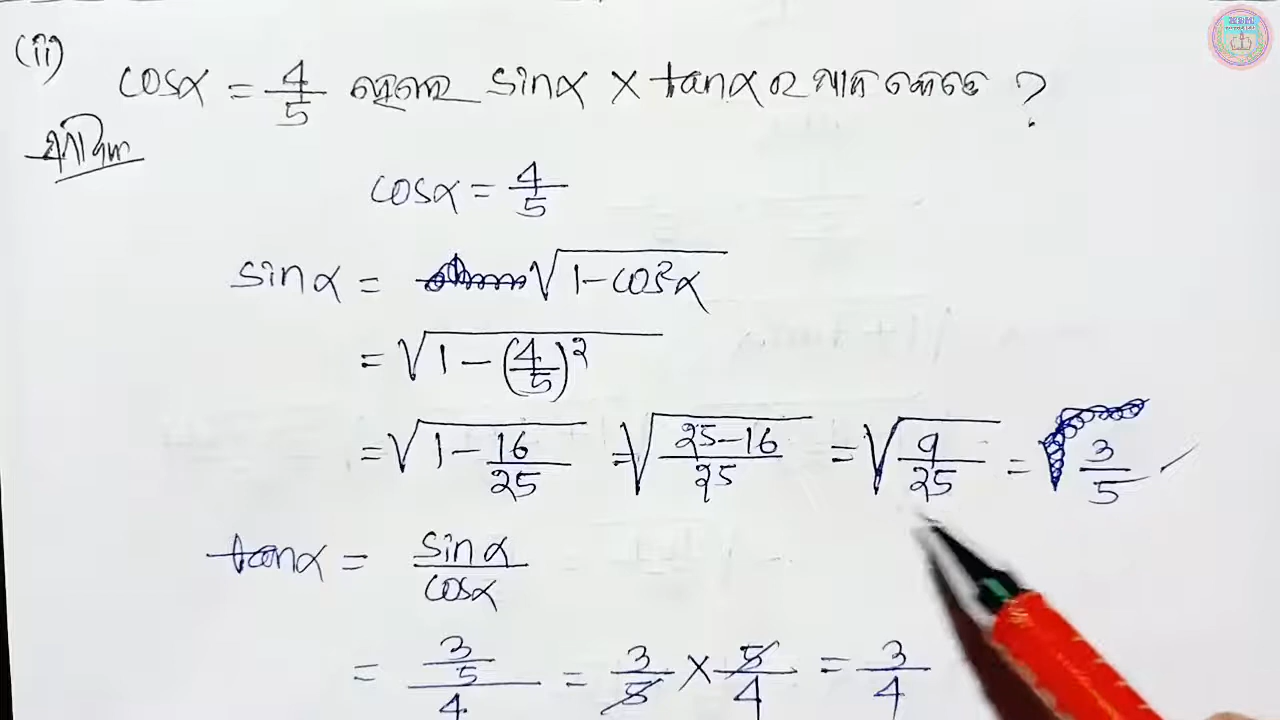 (ii)
cosα = 4/5 ହେଲେ sinα × tanα ର ମାନ କେତେ ?
cosα = 4/5
sinα = √(1-cos²α)
= √(1-(4/5)²)
= √(1-16/25) = √((25-16)/25) = √(9/25) = 3/5
tanα = sinα/cosα
= (3/5)/4 = 3/5 × 5/4 = 3/4